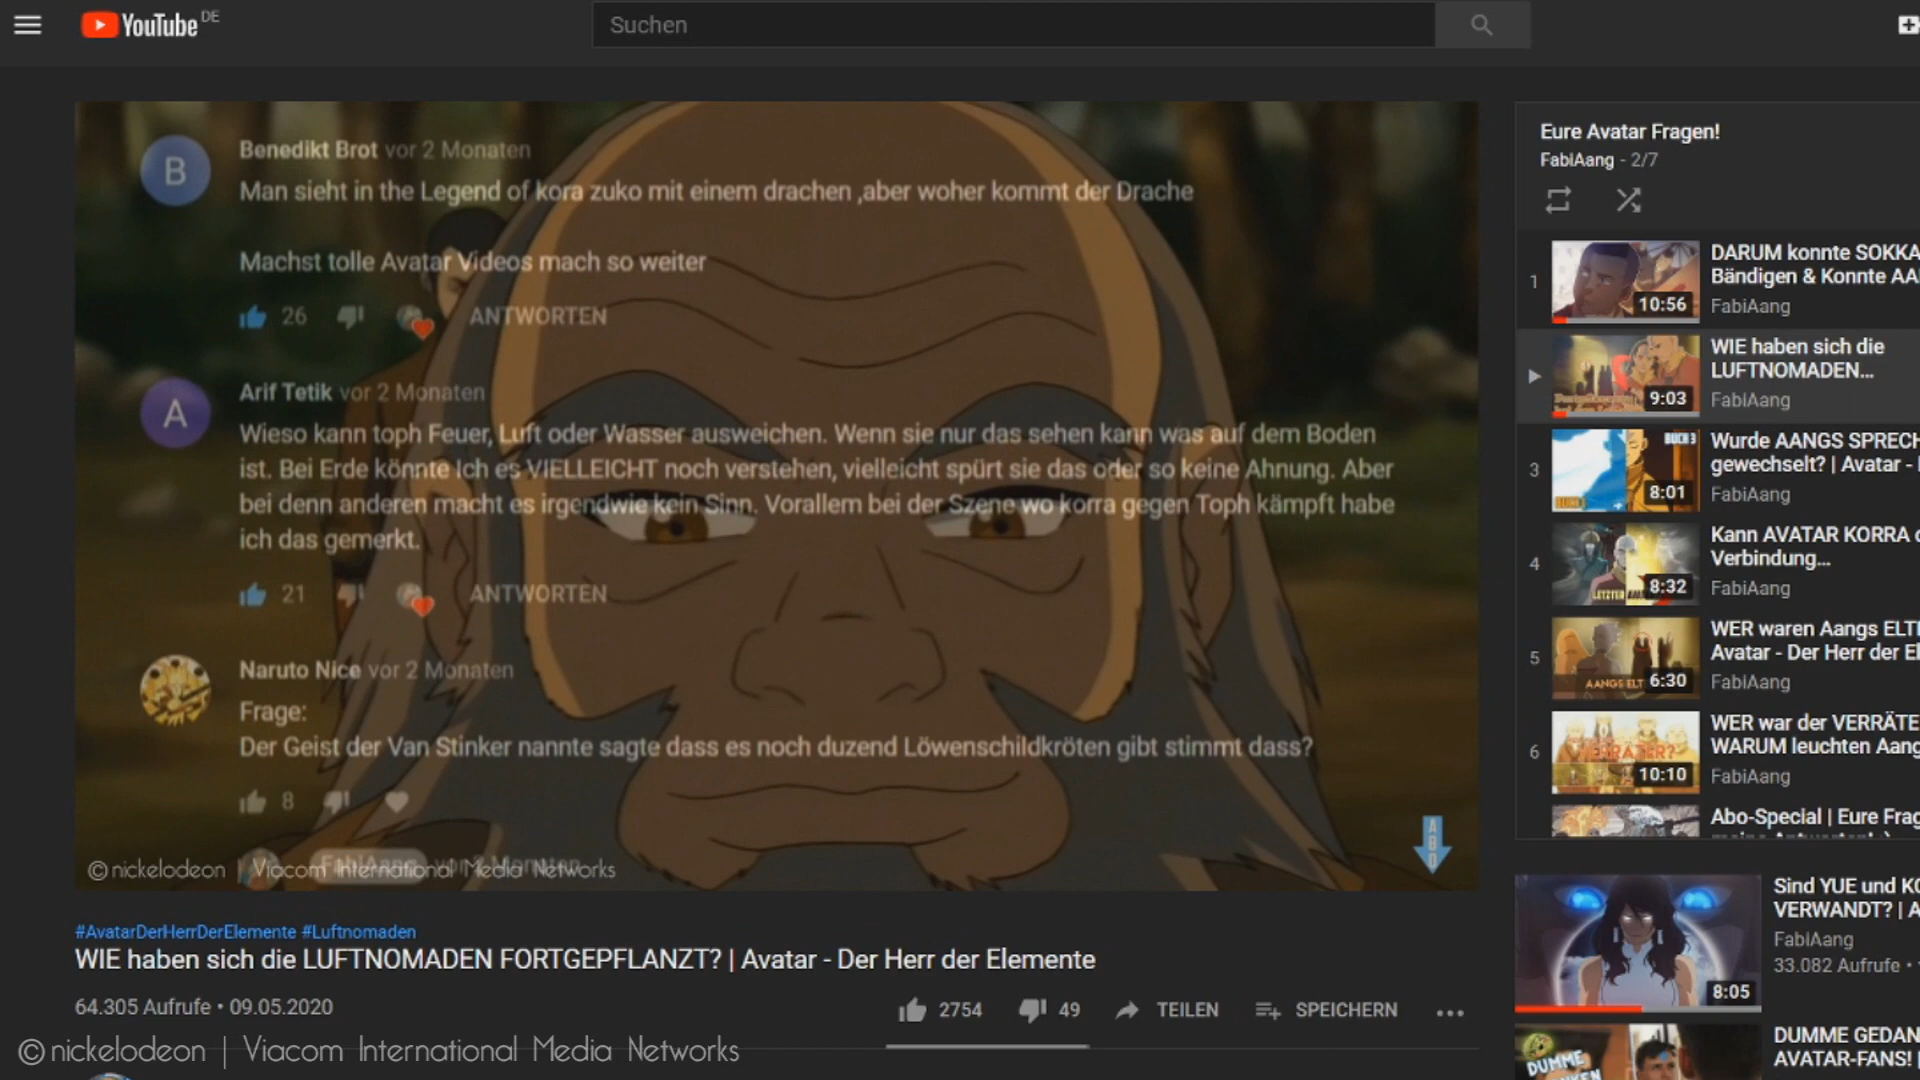 YouTube DE
Suchen
Benedikt Brot vor 2 Monaten
Man sieht in the Legend of kora zuko mit einem drachen ,aber woher kommt der Drache
Machst tolle Avatar Videos mach so weiter
26 ANTWORTEN
Arif Tetik vor 2 Monaten
Wieso kann toph Feuer, Luft oder Wasser ausweichen. Wenn sie nur das sehen kann was auf dem Boden
ist. Bei Erde könnte Ich es VIELLEICHT noch verstehen, vielleicht spürt sie das oder so keine Ahnung. Aber
bei denn anderen macht es irgendwie kein Sinn. Vorallem bei der Szene wo korra gegen Toph kämpft habe
ich das gemerkt.
21 ANTWORTEN
Naruto Nice vor 2 Monaten
Frage:
Der Geist der Van Stinker nannte sagte dass es noch duzend Löwenschildkröten gibt stimmt dass?
8
©nickelodeon | Viacom International Media Networks
ABO
#AvatarDerHerrDerElemente #Luftnomaden
WIE haben sich die LUFTNOMADEN FORTGEPFLANZT? | Avatar - Der Herr der Elemente
64.305 Aufrufe • 09.05.2020
2754 49 TEILEN SPEICHERN
© nickelodeon | Viacom International Media Networks
Eure Avatar Fragen!
FabiAang - 2/7
1
10:56
DARUM konnte SOKKA
Bändigen & Konnte AA
FabiAang
9:03
WIE haben sich die
LUFTNOMADEN...
FabiAang
3
BUCH 3
8:01
Wurde AANGS SPRECH
gewechselt? | Avatar -
FabiAang
4
8:32
Kann AVATAR KORRA
Verbindung...
FabiAang
5
AANGS ELT
6:30
WER waren Aangs ELT
Avatar - Der Herr der El
FabiAang
6
10:10
WER war der VERRÄTE
WARUM leuchten Aang
FabiAang
Abo-Special | Eure Frag
8:05
Sind YUE und KO
VERWANDT? | A
FabiAang
33.082 Aufrufe •
DUMME
DUMME GEDAN
AVATAR-FANS! |